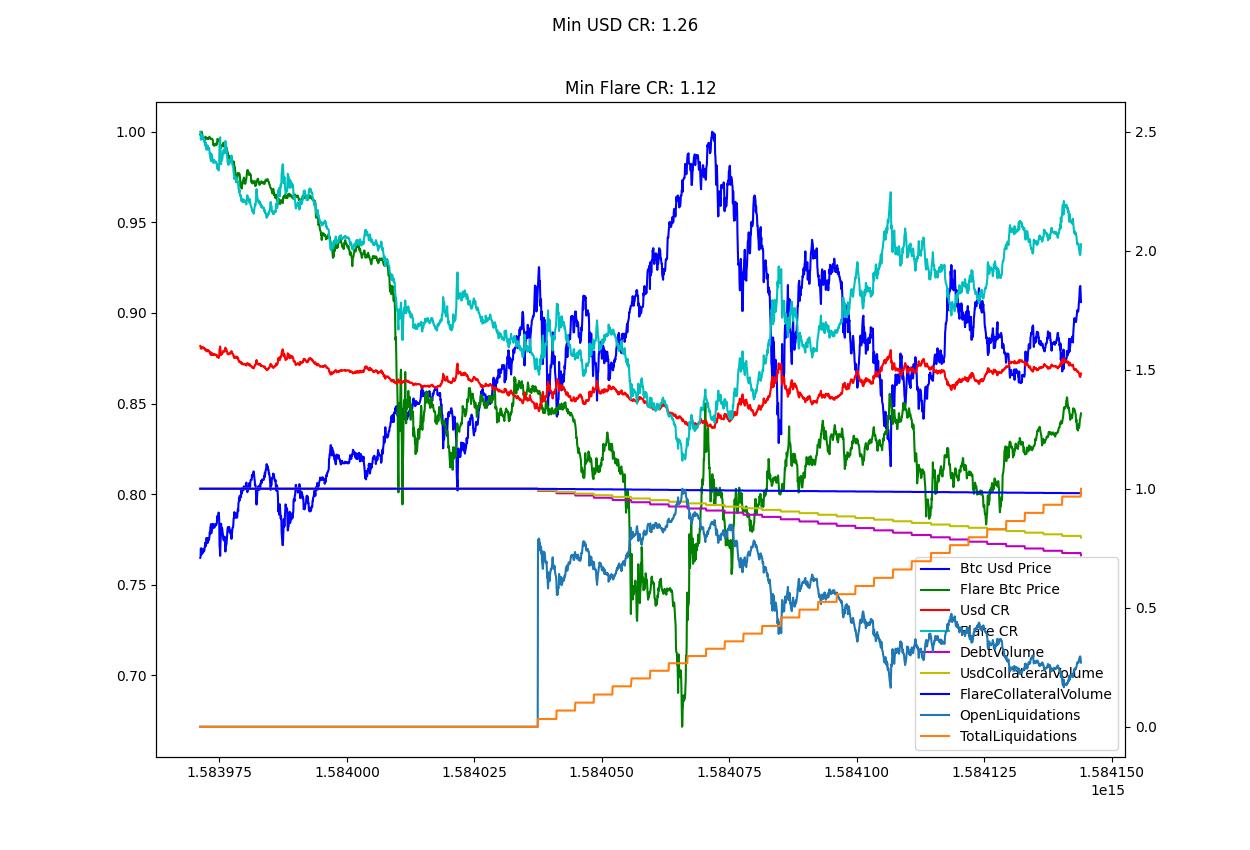 Min USD CR: 1.26
Min Flare CR: 1.12
1.00
0.95
0.90
0.85
0.80
0.75
0.70
2.5
2.0
1.5
1.0
0.5
0.0
Btc Usd Price
Flare Btc Price
Usd CR
Flare CR
DebtVolume
UsdCollateralVolume
FlareCollateralVolume
OpenLiquidations
TotalLiquidations
1.583975 1.584000 1.584025 1.584050 1.584075 1.584100 1.584125 1.584150
1e15